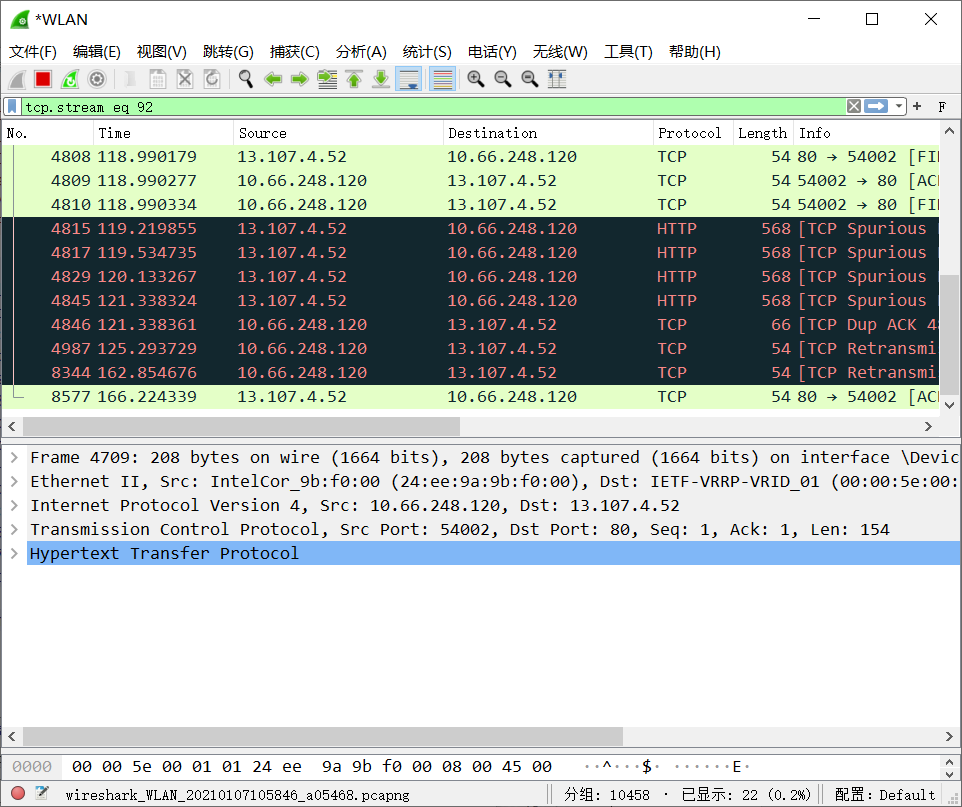 *WLAN
文件(F) 编辑(E) 视图(V) 跳转(G) 捕获(C) 分析(A) 统计(S) 电话(Y) 无线(W) 工具(T) 帮助(H)
tcp.stream eq 92 + F
No. Time Source Destination Protocol Length Info
4808 118.990179 13.107.4.52 10.66.248.120 TCP 54 80 → 54002 [FI
4809 118.990277 10.66.248.120 13.107.4.52 TCP 54 54002 → 80 [AC
4810 118.990334 10.66.248.120 13.107.4.52 TCP 54 54002 → 80 [FI
4815 119.219855 13.107.4.52 10.66.248.120 HTTP 568 [TCP Spurious
4817 119.534735 13.107.4.52 10.66.248.120 HTTP 568 [TCP Spurious
4829 120.133267 13.107.4.52 10.66.248.120 HTTP 568 [TCP Spurious
4845 121.338324 13.107.4.52 10.66.248.120 HTTP 568 [TCP Spurious
4846 121.338361 10.66.248.120 13.107.4.52 TCP 66 [TCP Dup ACK 4
4987 125.293729 10.66.248.120 13.107.4.52 TCP 54 [TCP Retransmi
8344 162.854676 10.66.248.120 13.107.4.52 TCP 54 [TCP Retransmi
8577 166.224339 13.107.4.52 10.66.248.120 TCP 54 80 → 54002 [AC
Frame 4709: 208 bytes on wire (1664 bits), 208 bytes captured (1664 bits) on interface \Devic
Ethernet II, Src: IntelCor_9b:f0:00 (24:ee:9a:9b:f0:00), Dst: IETF-VRRP-VRID_01 (00:00:5e:00:
Internet Protocol Version 4, Src: 10.66.248.120, Dst: 13.107.4.52
Transmission Control Protocol, Src Port: 54002, Dst Port: 80, Seq: 1, Ack: 1, Len: 154
Hypertext Transfer Protocol
0000 00 00 5e 00 01 01 24 ee 9a 9b f0 00 08 00 45 00 ··^···$· ······E·
wireshark_WLAN_20210107105846_a05468.pcapng 分组: 10458 · 已显示: 22 (0.2%) 配置: Default